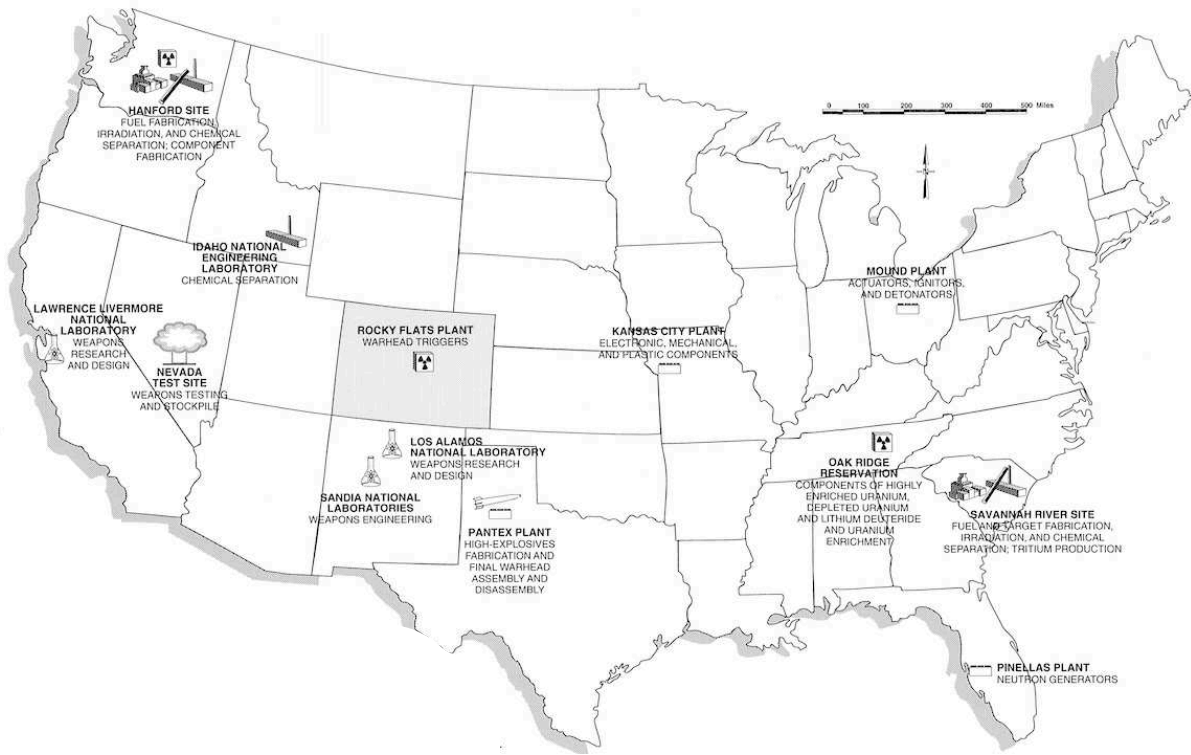 HANFORD SITE
FUEL FABRICATION
IRRADIATION, AND CHEMICAL
SEPARATION; COMPONENT
FABRICATION
0 100 200 300 400 500 Miles
N
IDAHO NATIONAL
ENGINEERING
LABORATORY
CHEMICAL SEPARATION
MOUND PLANT
ACTUATORS, IGNITORS,
AND DETONATORS
LAWRENCE LIVERMORE
NATIONAL
LABORATORY
WEAPONS
RESEARCH
AND DESIGN
NEVADA
TEST SITE
WEAPONS TESTING
AND STOCKPILE
ROCKY FLATS PLANT
WARHEAD TRIGGERS
KANSAS CITY PLANT
ELECTRONIC, MECHANICAL,
AND PLASTIC COMPONENTS
LOS ALAMOS
NATIONAL LABORATORY
WEAPONS RESEARCH
AND DESIGN
SANDIA NATIONAL
LABORATORIES
WEAPONS ENGINEERING
PANTEX PLANT
HIGH-EXPLOSIVES
FABRICATION AND
FINAL WARHEAD
ASSEMBLY AND
DISASSEMBLY
OAK RIDGE
RESERVATION
COMPONENTS OF HIGHLY
ENRICHED URANIUM,
DEPLETED URANIUM
AND LITHIUM DEUTERIDE
AND URANIUM
ENRICHMENT
SAVANNAH RIVER SITE
FUEL AND TARGET FABRICATION,
IRRADIATION, AND CHEMICAL
SEPARATION; TRITIUM PRODUCTION
PINELLAS PLANT
NEUTRON GENERATORS